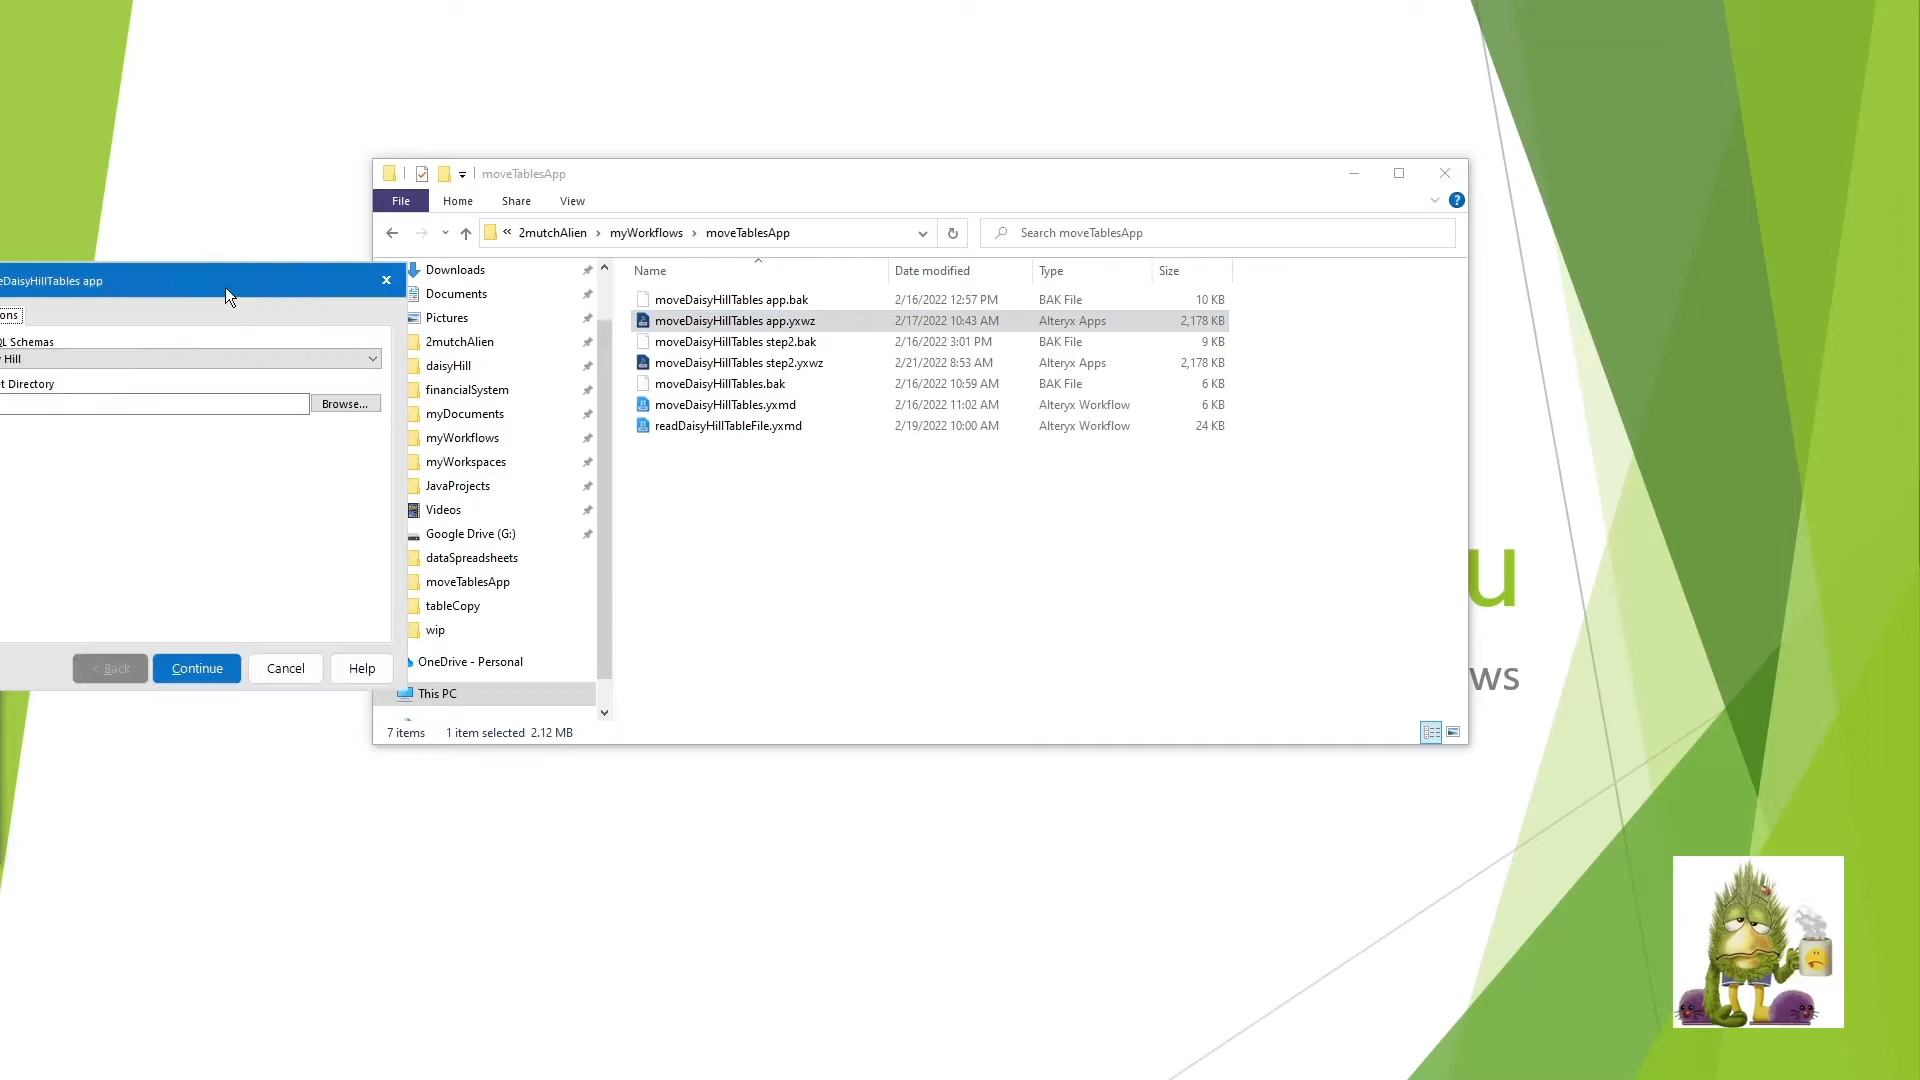 moveTablesApp
File Home Share View
« 2mutchAlien > myWorkflows > moveTablesApp
Search moveTablesApp
Name Date modified Type Size
moveDaisyHillTables app.bak 2/16/2022 12:57 PM BAK File 10 KB
moveDaisyHillTables app.yxwz 2/17/2022 10:43 AM Alteryx Apps 2,178 KB
moveDaisyHillTables step2.bak 2/16/2022 3:01 PM BAK File 9 KB
moveDaisyHillTables step2.yxwz 2/21/2022 8:53 AM Alteryx Apps 2,178 KB
moveDaisyHillTables.bak 2/16/2022 10:59 AM BAK File 6 KB
moveDaisyHillTables.yxmd 2/16/2022 11:02 AM Alteryx Workflow 6 KB
readDaisyHillTableFile.yxmd 2/19/2022 10:00 AM Alteryx Workflow 24 KB
Downloads
Documents
Pictures
2mutchAlien
daisyHill
financialSystem
myDocuments
myWorkflows
myWorkspaces
JavaProjects
Videos
Google Drive (G:)
dataSpreadsheets
moveTablesApp
tableCopy
wip
OneDrive - Personal
This PC
7 items 1 item selected 2.12 MB
eDaisyHillTables app
ons
QL Schemas
Hill
t Directory
Browse...
< Back Continue Cancel Help
u
ws